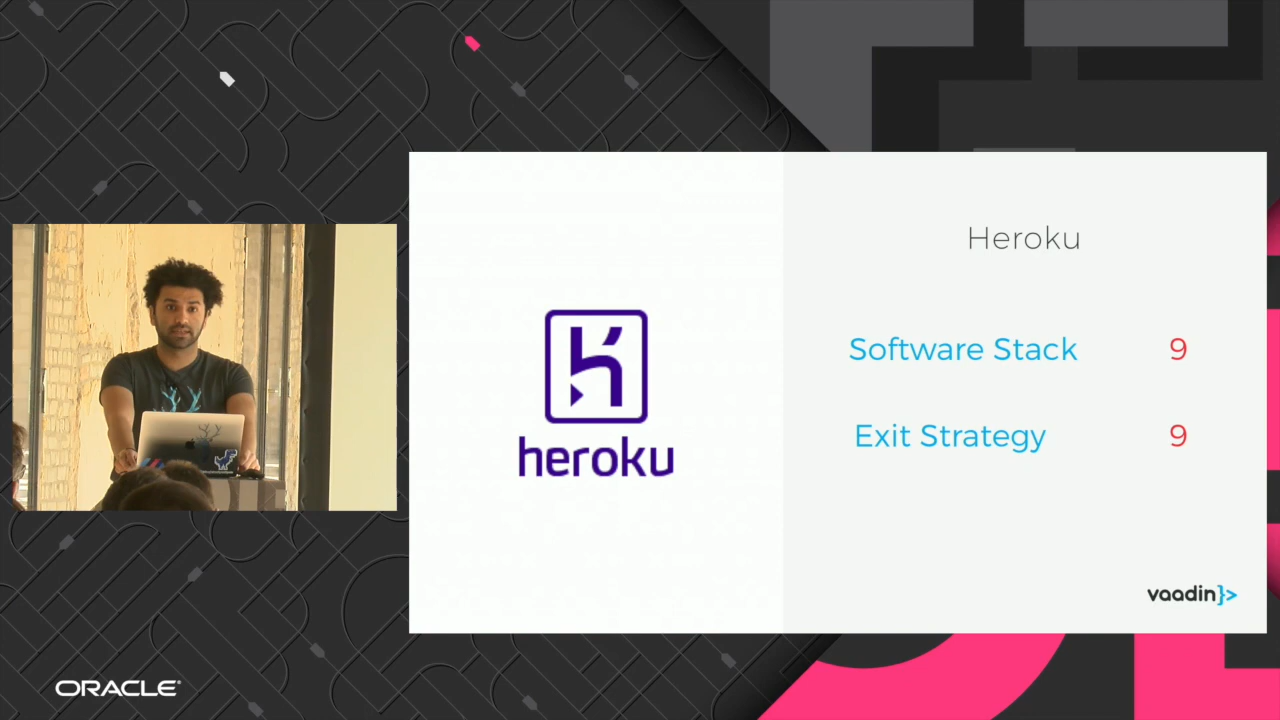 Heroku
Software Stack 9
Exit Strategy 9
heroku
vaadin}>
ORACLE®